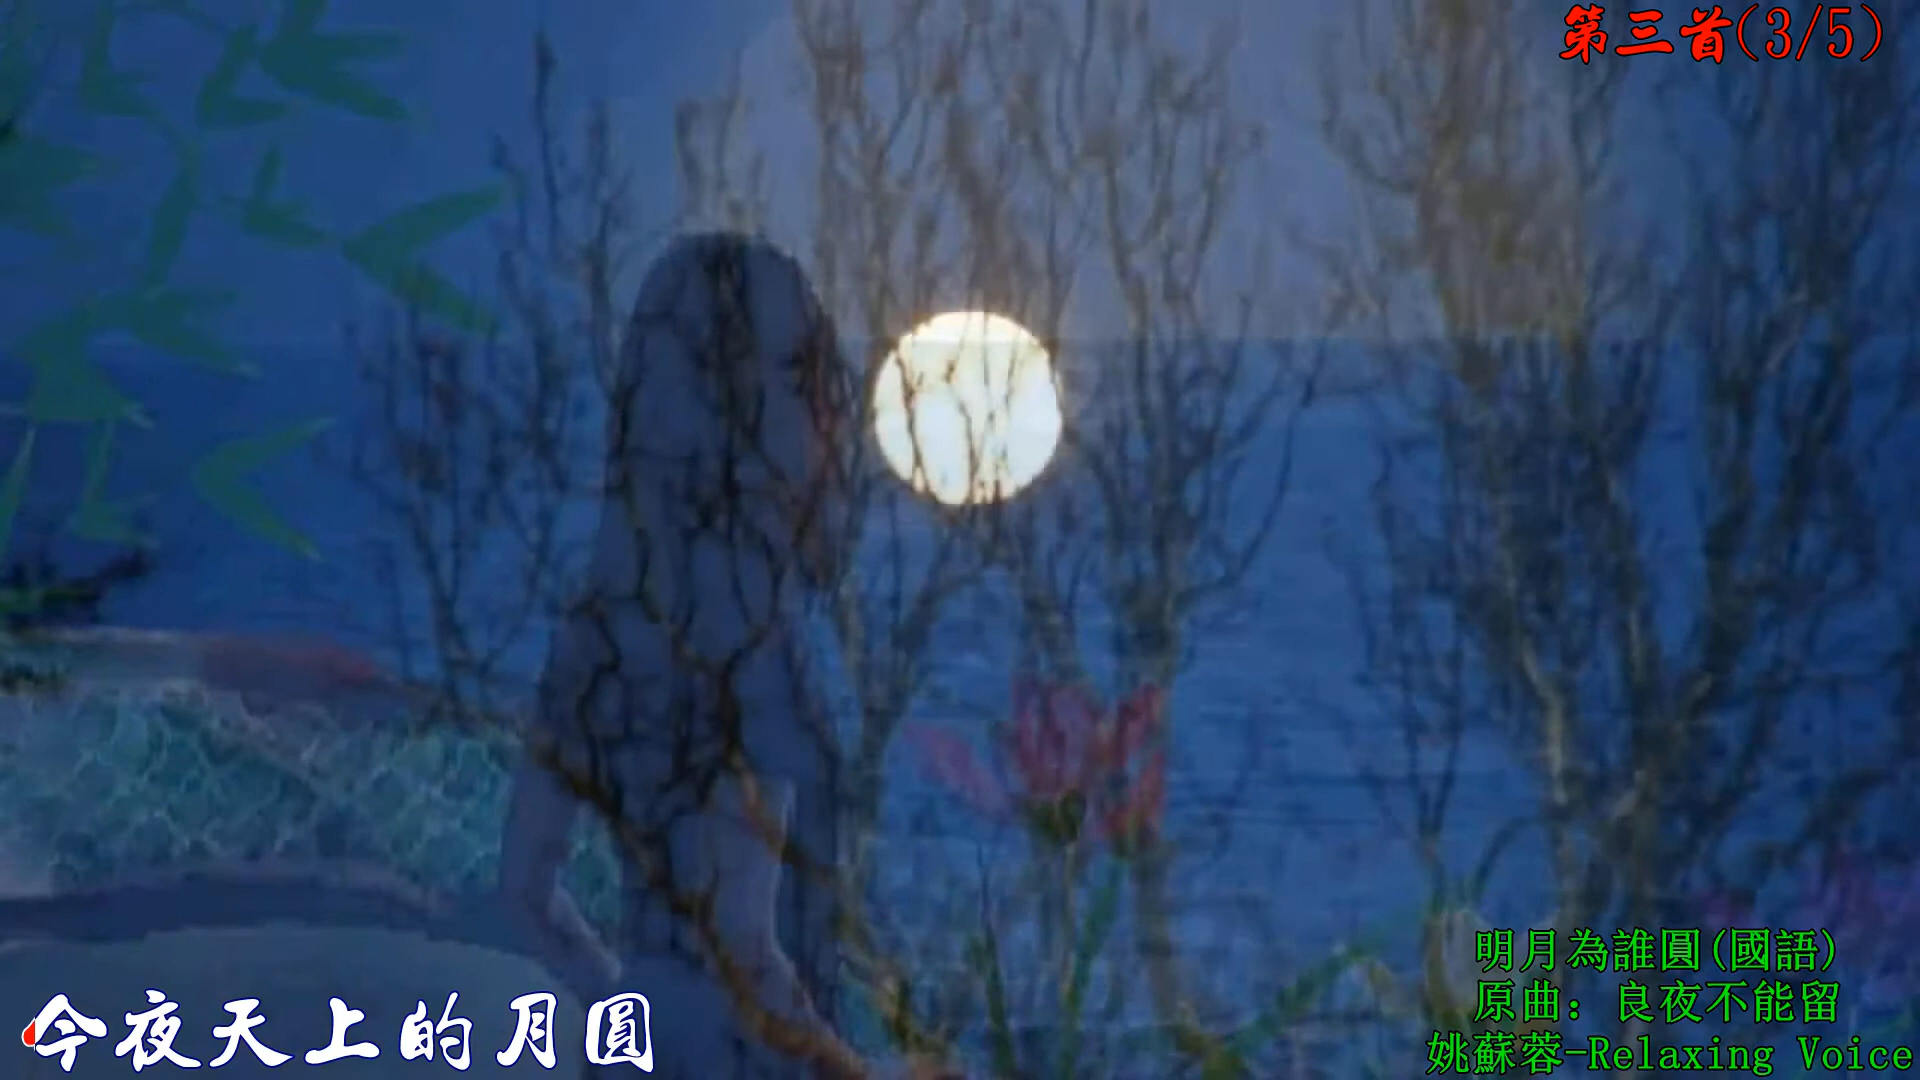 第三首(3/5)
明月為誰圓(國語)
原曲：良夜不能留
姚蘇蓉-Relaxing Voice
今夜天上的月圓